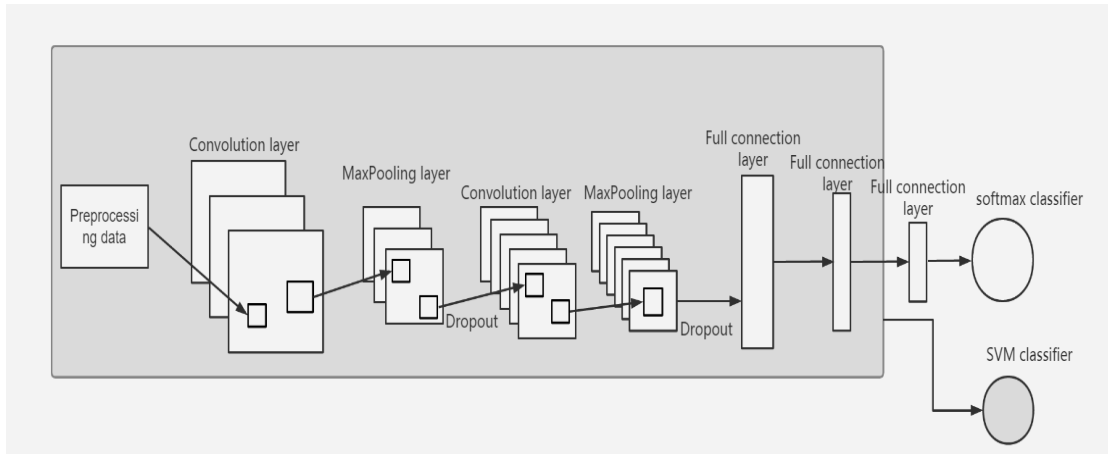 Preprocessi
ng data
Convolution layer
MaxPooling layer
Dropout
Convolution layer
MaxPooling layer
Dropout
Full connection
layer
Full connection
layer
Full connection
layer
softmax classifier
SVM classifier